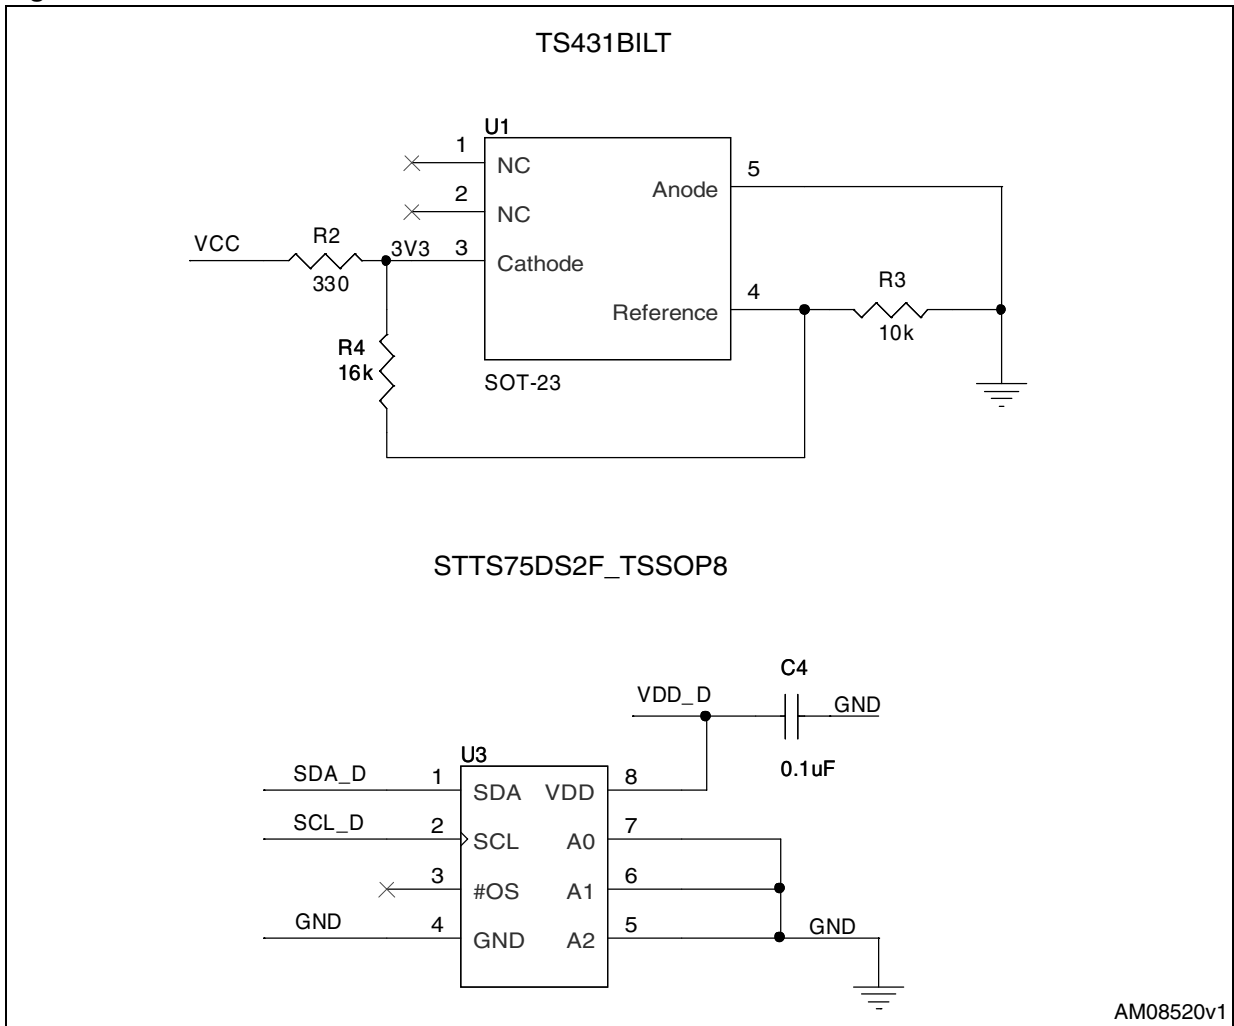 TS431BILT
U1
1
NC
5
Anode
2
NC
VCC
R2
330
3V3
3
Cathode
4
Reference
R3
10k
R4
16k
SOT-23
STTS75DS2F_TSSOP8
C4
VDD_D
GND
0.1uF
U3
SDA_D
1
SDA
VDD
8
SCL_D
2
SCL
A0
7
3
#OS
A1
6
GND
4
GND
A2
5
GND
AM08520v1